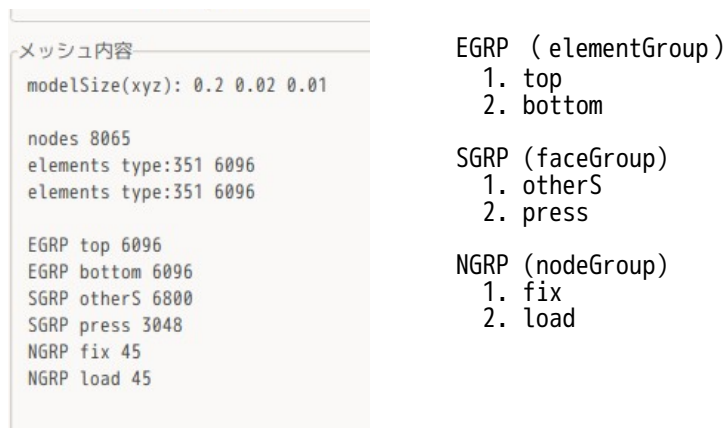 メッシュ内容
modelSize(xyz): 0.2 0.02 0.01
nodes 8065
elements type:351 6096
elements type:351 6096
EGRP top 6096
EGRP bottom 6096
SGRP otherS 6800
SGRP press 3048
NGRP fix 45
NGRP load 45
EGRP (elementGroup)
1. top
2. bottom
SGRP (faceGroup)
1. otherS
2. press
NGRP (nodeGroup)
1. fix
2. load